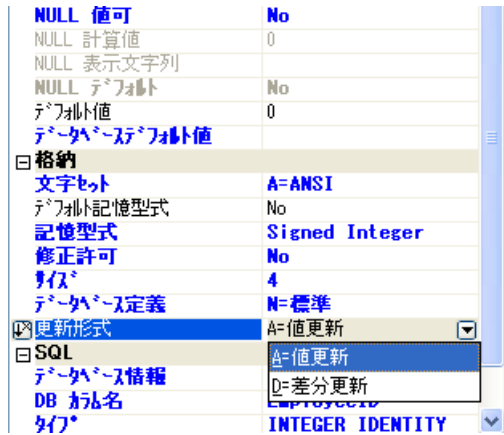 NULL 値可 No
NULL 計算値 0
NULL 表示文字列
NULL デフォルト No
デフォルト値 0
データベースデフォルト値
格納
文字セット A=ANSI
デフォルト記憶型式 No
記憶型式 Signed Integer
修正許可 No
サイズ 4
データベース定義 N=標準
更新形式 A=値更新
A=値更新
SQL
データベース情報
D=差分更新
DB カラム名 EmployeeID
タイプ INTEGER IDENTITY